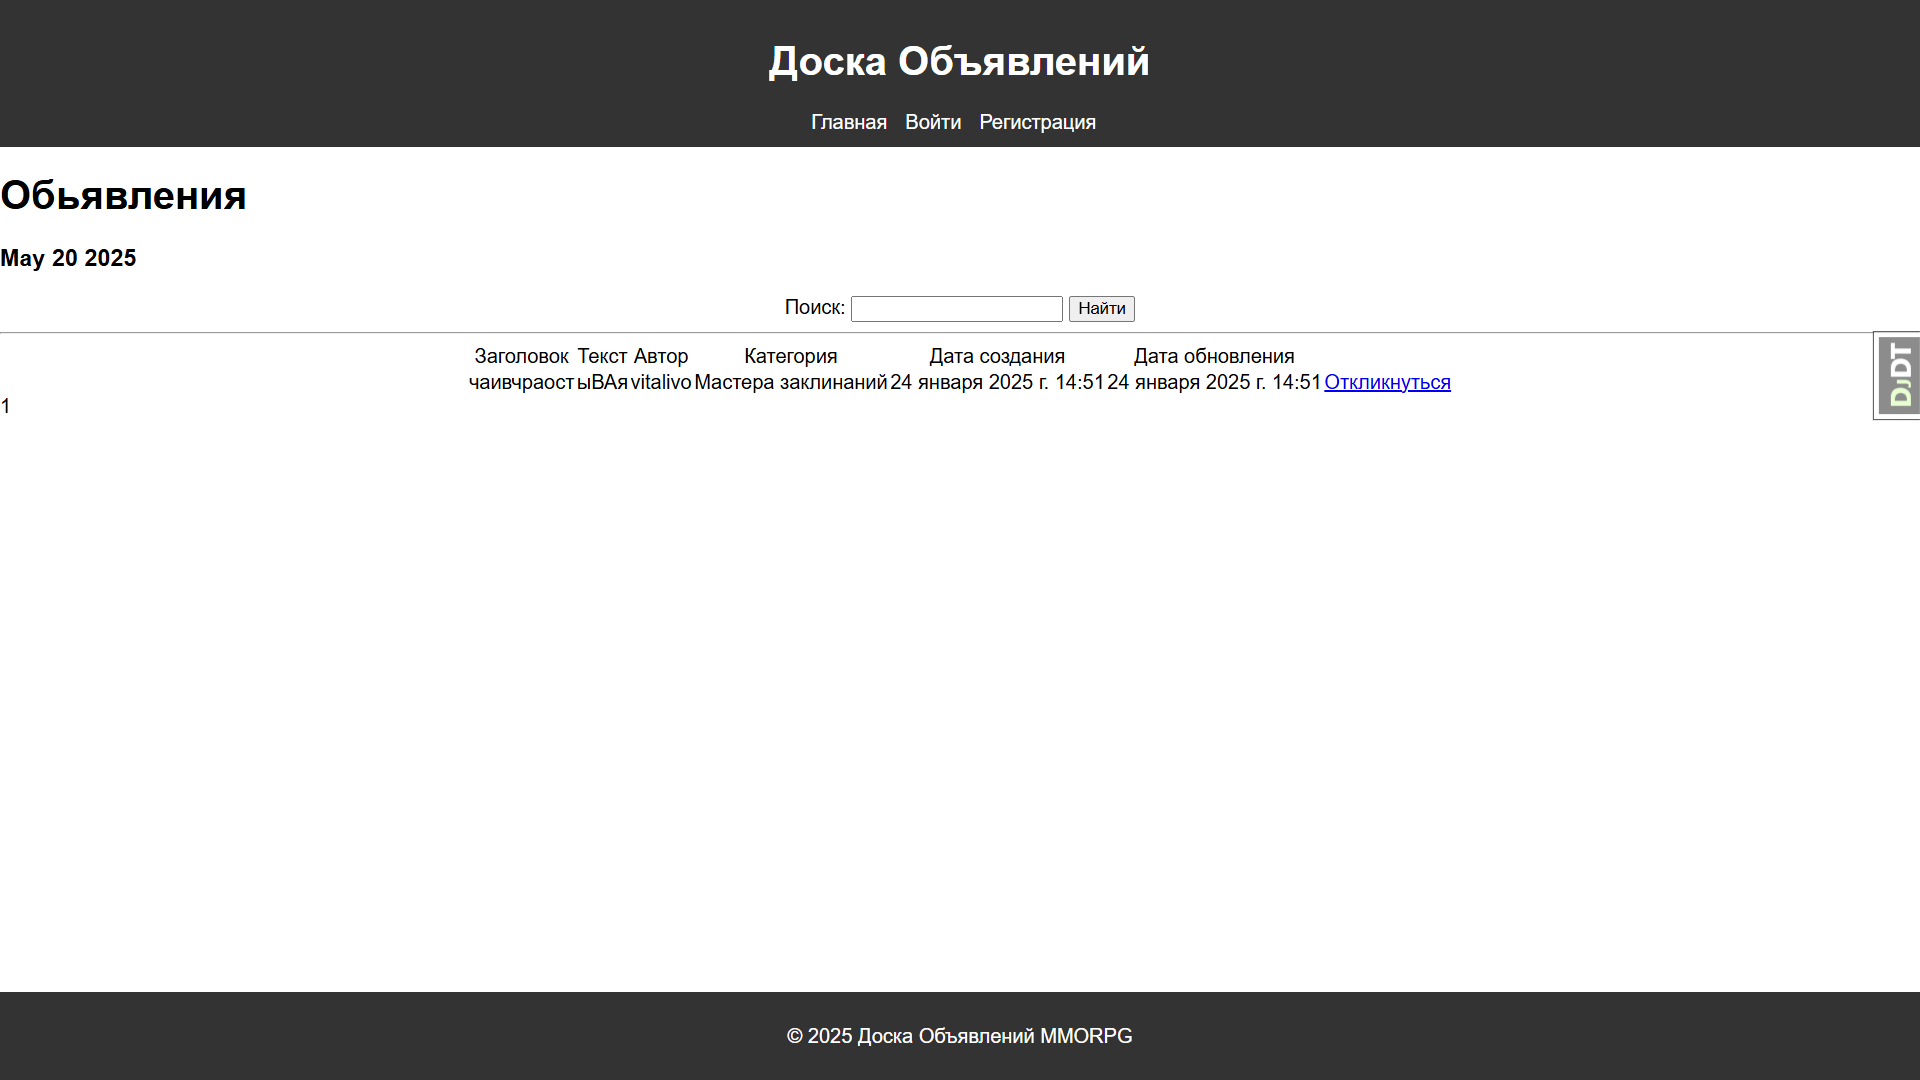 Доска Объявлений
Главная Войти Регистрация
Обьявления
May 20 2025
Поиск: Найти
Заголовок Текст Автор Категория Дата создания Дата обновления
чаивчраост ыВАя vitalivo Мастера заклинаний 24 января 2025 г. 14:51 24 января 2025 г. 14:51 Откликнуться
DjDT
1
© 2025 Доска Объявлений MMORPG